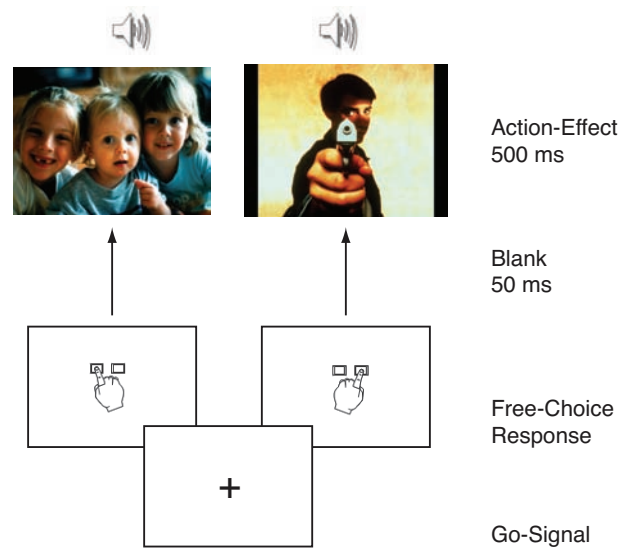 Action-Effect
500 ms
Blank
50 ms
Free-Choice
Response
Go-Signal